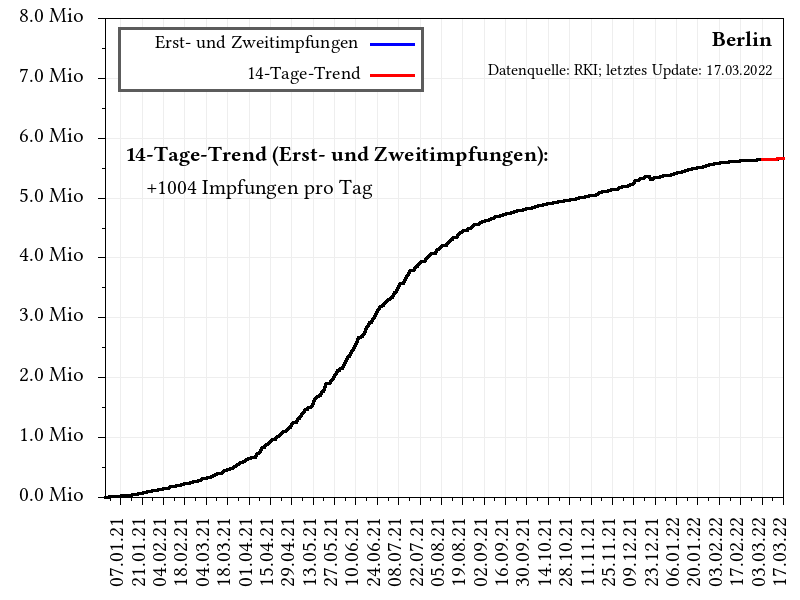 8.0 Mio
7.0 Mio
6.0 Mio
5.0 Mio
4.0 Mio
3.0 Mio
2.0 Mio
1.0 Mio
0.0 Mio
Erst- und Zweitimpfungen
14-Tage-Trend
Berlin
Datenquelle: RKI; letztes Update: 17.03.2022
14-Tage-Trend (Erst- und Zweitimpfungen):
+1004 Impfungen pro Tag
07.01.21
21.01.21
04.02.21
18.02.21
04.03.21
18.03.21
01.04.21
15.04.21
29.04.21
13.05.21
27.05.21
10.06.21
24.06.21
08.07.21
22.07.21
05.08.21
19.08.21
02.09.21
16.09.21
30.09.21
14.10.21
28.10.21
11.11.21
25.11.21
09.12.21
23.12.21
06.01.22
20.01.22
03.02.22
17.02.22
03.03.22
17.03.22